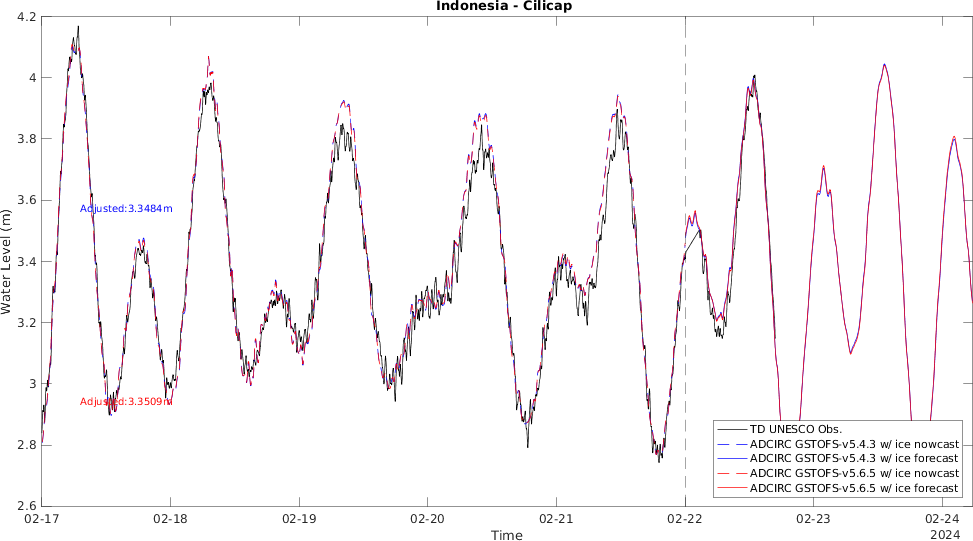 Indonesia - Cilicap
4.2
4
3.8
3.6
3.4
3.2
3
2.8
2.6
Water Level (m)
Adjusted:3.3484m
Adjusted:3.3509m
TD UNESCO Obs.
ADCIRC GSTOFS-v5.4.3 w/ ice nowcast
ADCIRC GSTOFS-v5.4.3 w/ ice forecast
ADCIRC GSTOFS-v5.6.5 w/ ice nowcast
ADCIRC GSTOFS-v5.6.5 w/ ice forecast
02-17 02-18 02-19 02-20 02-21 02-22 02-23 02-24
Time
2024